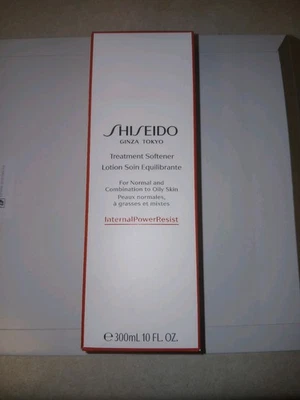 SHISEIDO
GINZA TOKYO
Treatment Softener
Lotion Soin Equilibrante
For Normal and
Combination to Oily Skin
Peaux normales,
à grasses et mixtes
InternalPowerResist
℮300mL 10 FL. OZ.